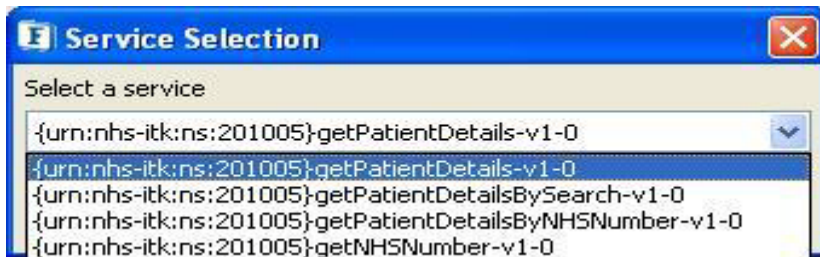 Service Selection
Select a service
{urn:nhs-itk:ns:201005}getPatientDetails-v1-0
{urn:nhs-itk:ns:201005}getPatientDetails-v1-0
{urn:nhs-itk:ns:201005}getPatientDetailsBySearch-v1-0
{urn:nhs-itk:ns:201005}getPatientDetailsByNHSNumber-v1-0
{urn:nhs-itk:ns:201005}getNHSNumber-v1-0